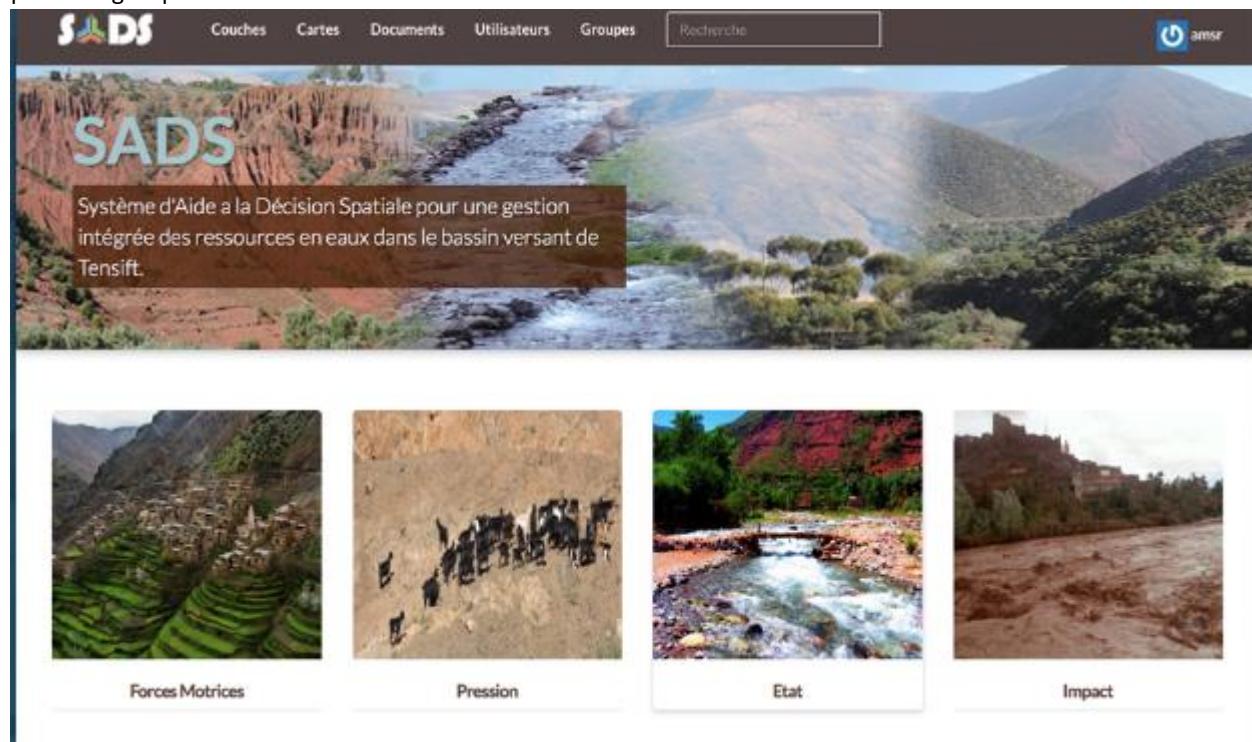 SADS
Couches Cartes Documents Utilisateurs Groupes Recherche amsr
SADS
Système d'Aide a la Décision Spatiale pour une gestion
intégrée des ressources en eaux dans le bassin versant de
Tensift.
Forces Motrices Pression Etat Impact